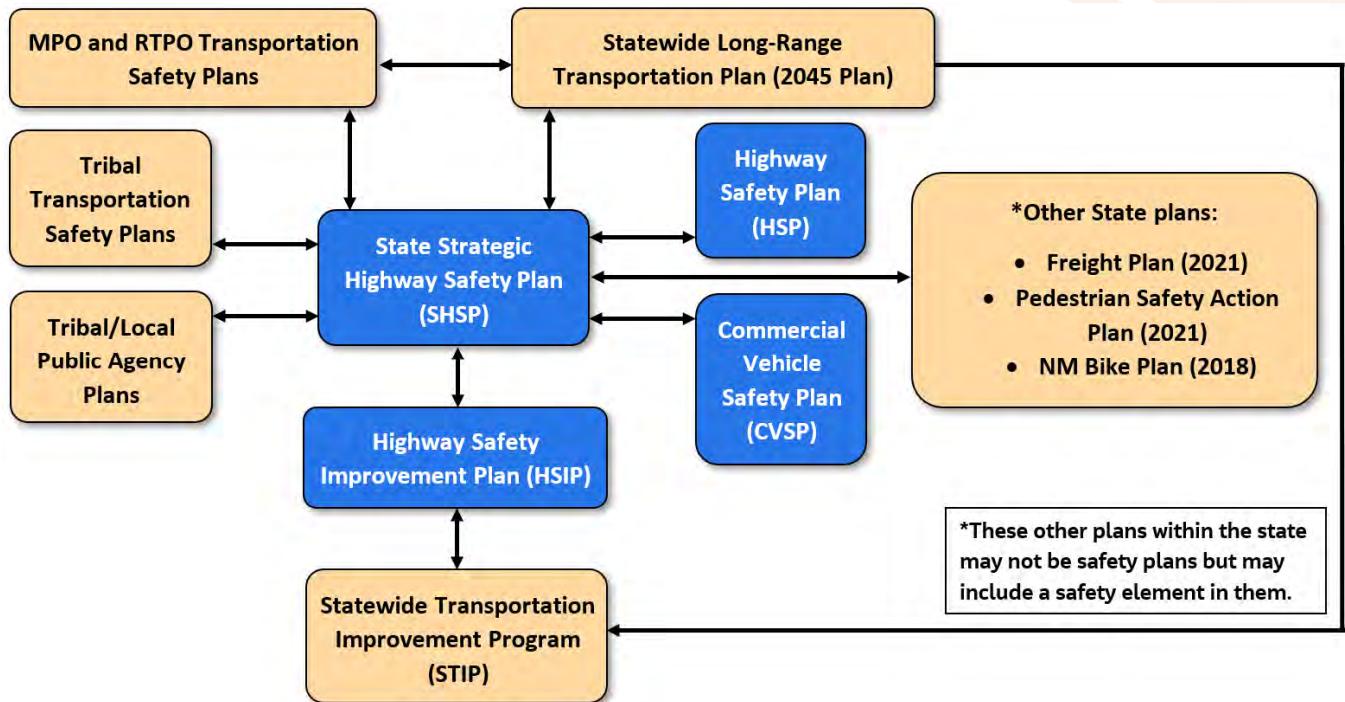 MPO and RTPO Transportation
Safety Plans
Statewide Long-Range
Transportation Plan (2045 Plan)
Tribal
Transportation
Safety Plans
Highway
Safety Plan
(HSP)
*Other State plans:
• Freight Plan (2021)
• Pedestrian Safety Action
Plan (2021)
• NM Bike Plan (2018)
State Strategic
Highway Safety Plan
(SHSP)
Tribal/Local
Public Agency
Plans
Commercial
Vehicle
Safety Plan
(CVSP)
Highway Safety
Improvement Plan (HSIP)
*These other plans within the state
may not be safety plans but may
include a safety element in them.
Statewide Transportation
Improvement Program
(STIP)